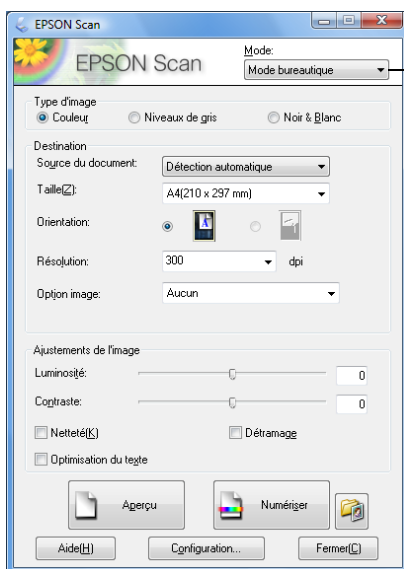 EPSON Scan
EPSON Scan
Mode:
Mode bureautique
Type d'image
Couleur
Niveaux de gris
Noir & Blanc
Destination
Source du document:
Détection automatique
Taille(Z):
A4(210 x 297 mm)
Orientation:
Résolution:
300
dpi
Option image:
Aucun
Ajustements de l'image
Luminosité:
0
Contraste:
0
Netteté(K)
Détramage
Optimisation du texte
Aperçu
Numériser
Aide(H)
Configuration...
Fermer(C)